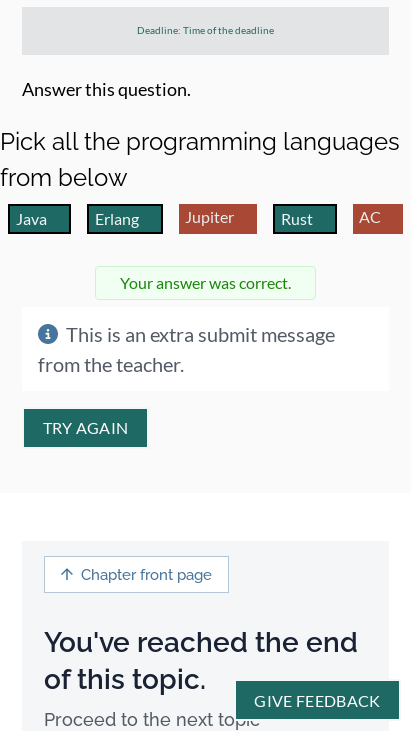 Deadline: Time of the deadline
Answer this question.
Pick all the programming languages
from below
Java Erlang Jupiter Rust AC
Your answer was correct.
This is an extra submit message
from the teacher.
TRY AGAIN
Chapter front page
You've reached the end
of this topic.
GIVE FEEDBACK
Proceed to the next topic